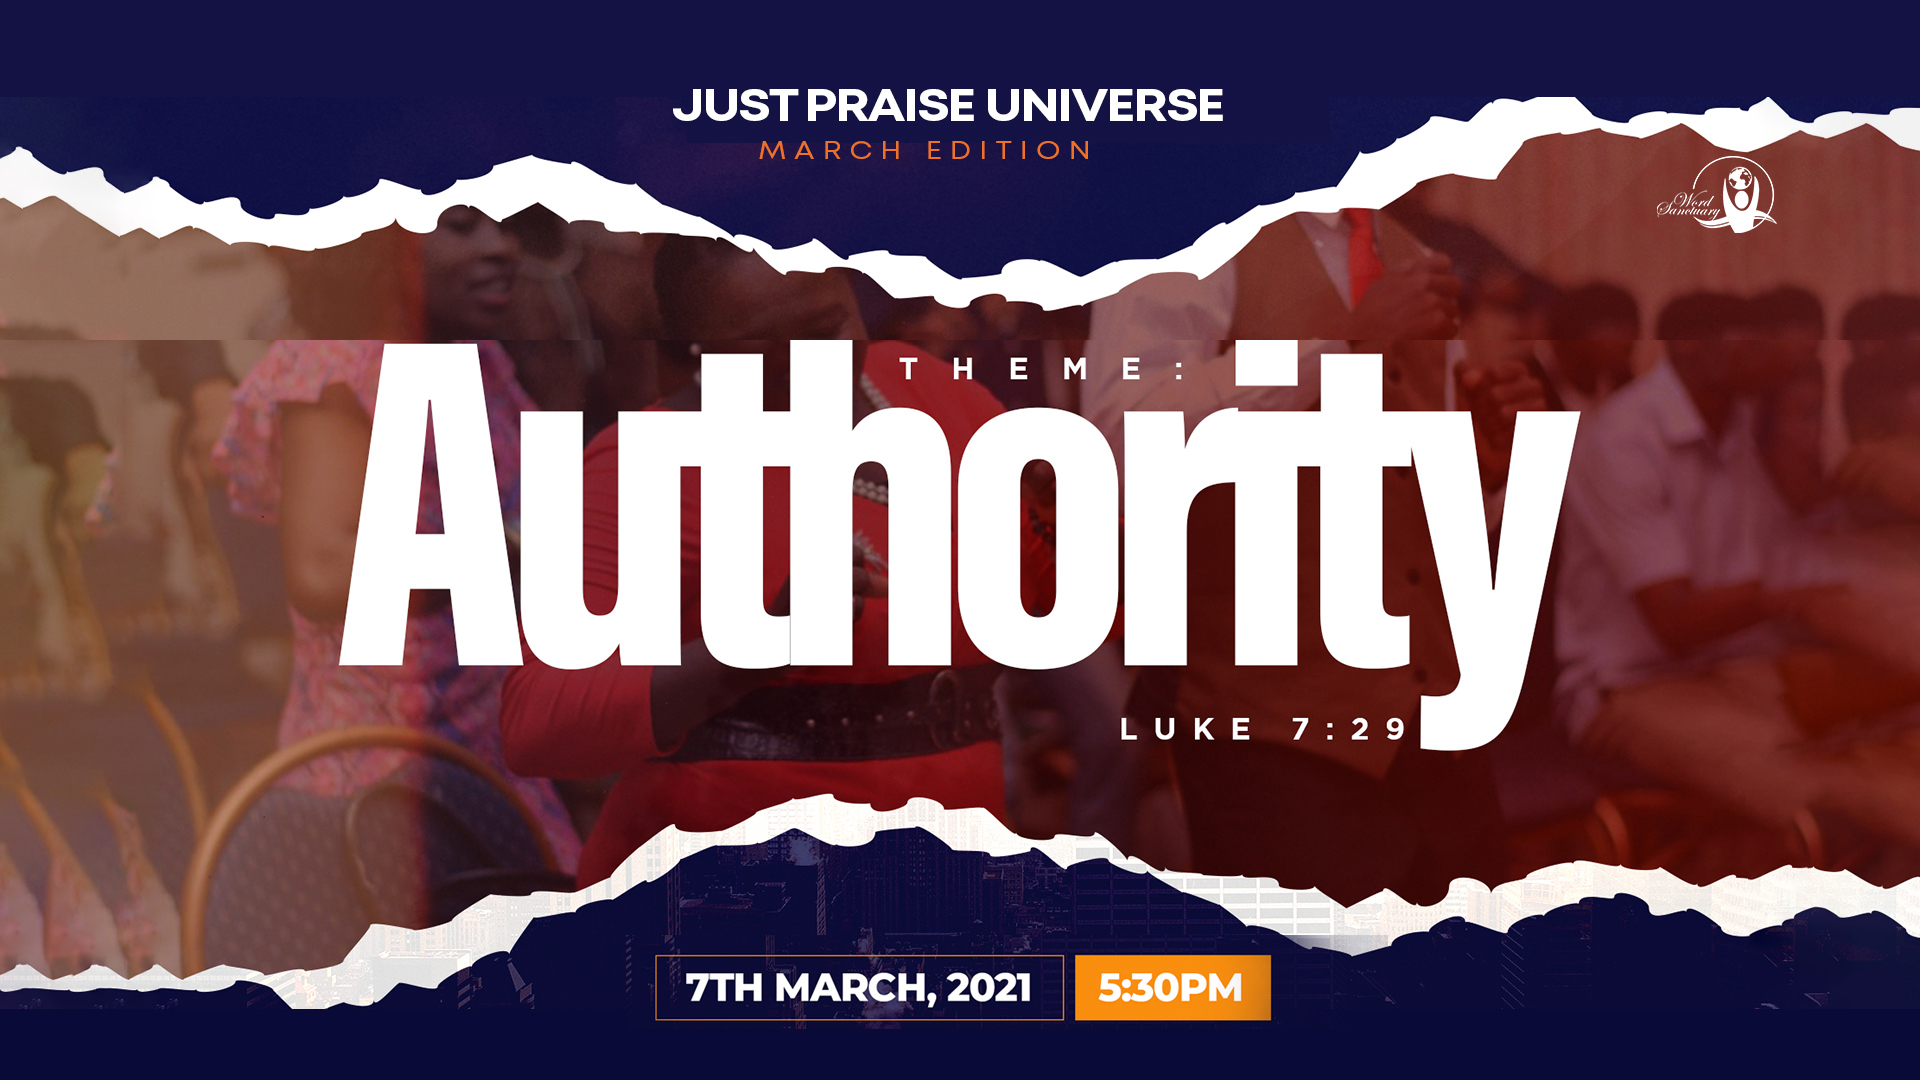 JUST PRAISE UNIVERSE
MARCH EDITION
Word
Sanctuary
THEME:
Authority
LUKE 7:29
7TH MARCH, 2021
5:30PM